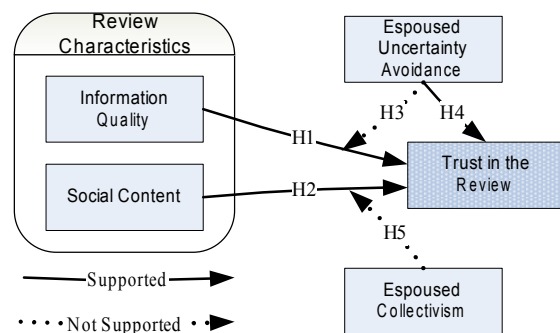 Review
Characteristics
Information
Quality
Social Content
Espoused
Uncertainty
Avoidance
H3
H4
H1
H2
Trust in the
Review
H5
Espoused
Collectivism
Supported
Not Supported